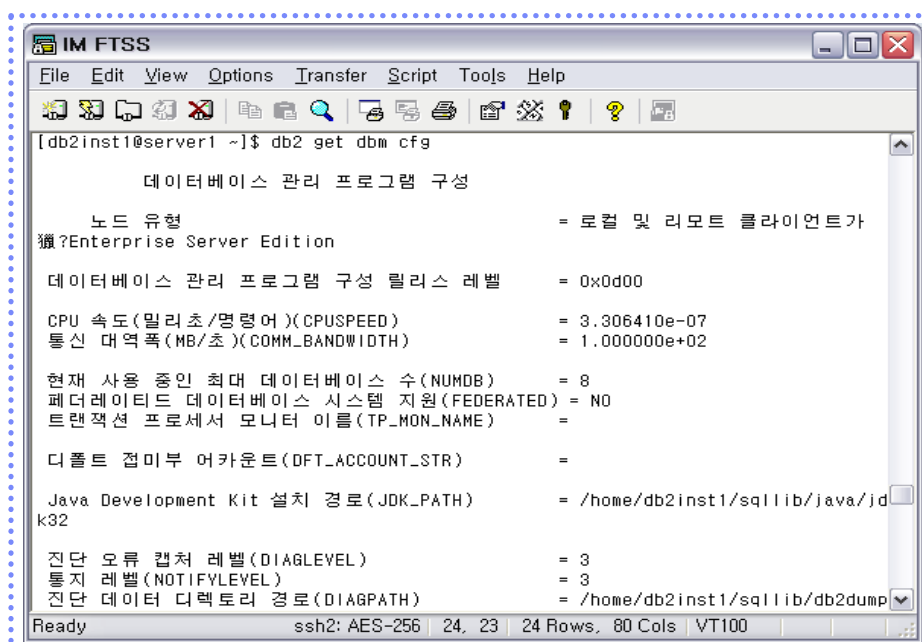 IM FTSS
File Edit View Options Transfer Script Tools Help
[db2inst1@server1 ~]$ db2 get dbm cfg
데이터베이스 관리 프로그램 구성
노드 유형 = 로컬 및 리모트 클라이언트가
獵?Enterprise Server Edition
데이터베이스 관리 프로그램 구성 릴리스 레벨 = 0x0d00
CPU 속도(밀리초/명령어)(CPUSPEED) = 3.306410e-07
통신 대역폭(MB/초)(COMM_BANDWIDTH) = 1.000000e+02
현재 사용 중인 최대 데이터베이스 수(NUMDB) = 8
페더레이티드 데이터베이스 시스템 지원(FEDERATED) = NO
트랜잭션 프로세서 모니터 이름(TP_MON_NAME) =
디폴트 접미부 어카운트(DFT_ACCOUNT_STR) =
Java Development Kit 설치 경로(JDK_PATH) = /home/db2inst1/sqllib/java/jd
k32
진단 오류 캡처 레벨(DIAGLEVEL) = 3
통지 레벨(NOTIFYLEVEL) = 3
진단 데이터 디렉토리 경로(DIAGPATH) = /home/db2inst1/sqllib/db2dump
Ready ssh2: AES-256 24, 23 24 Rows, 80 Cols VT100